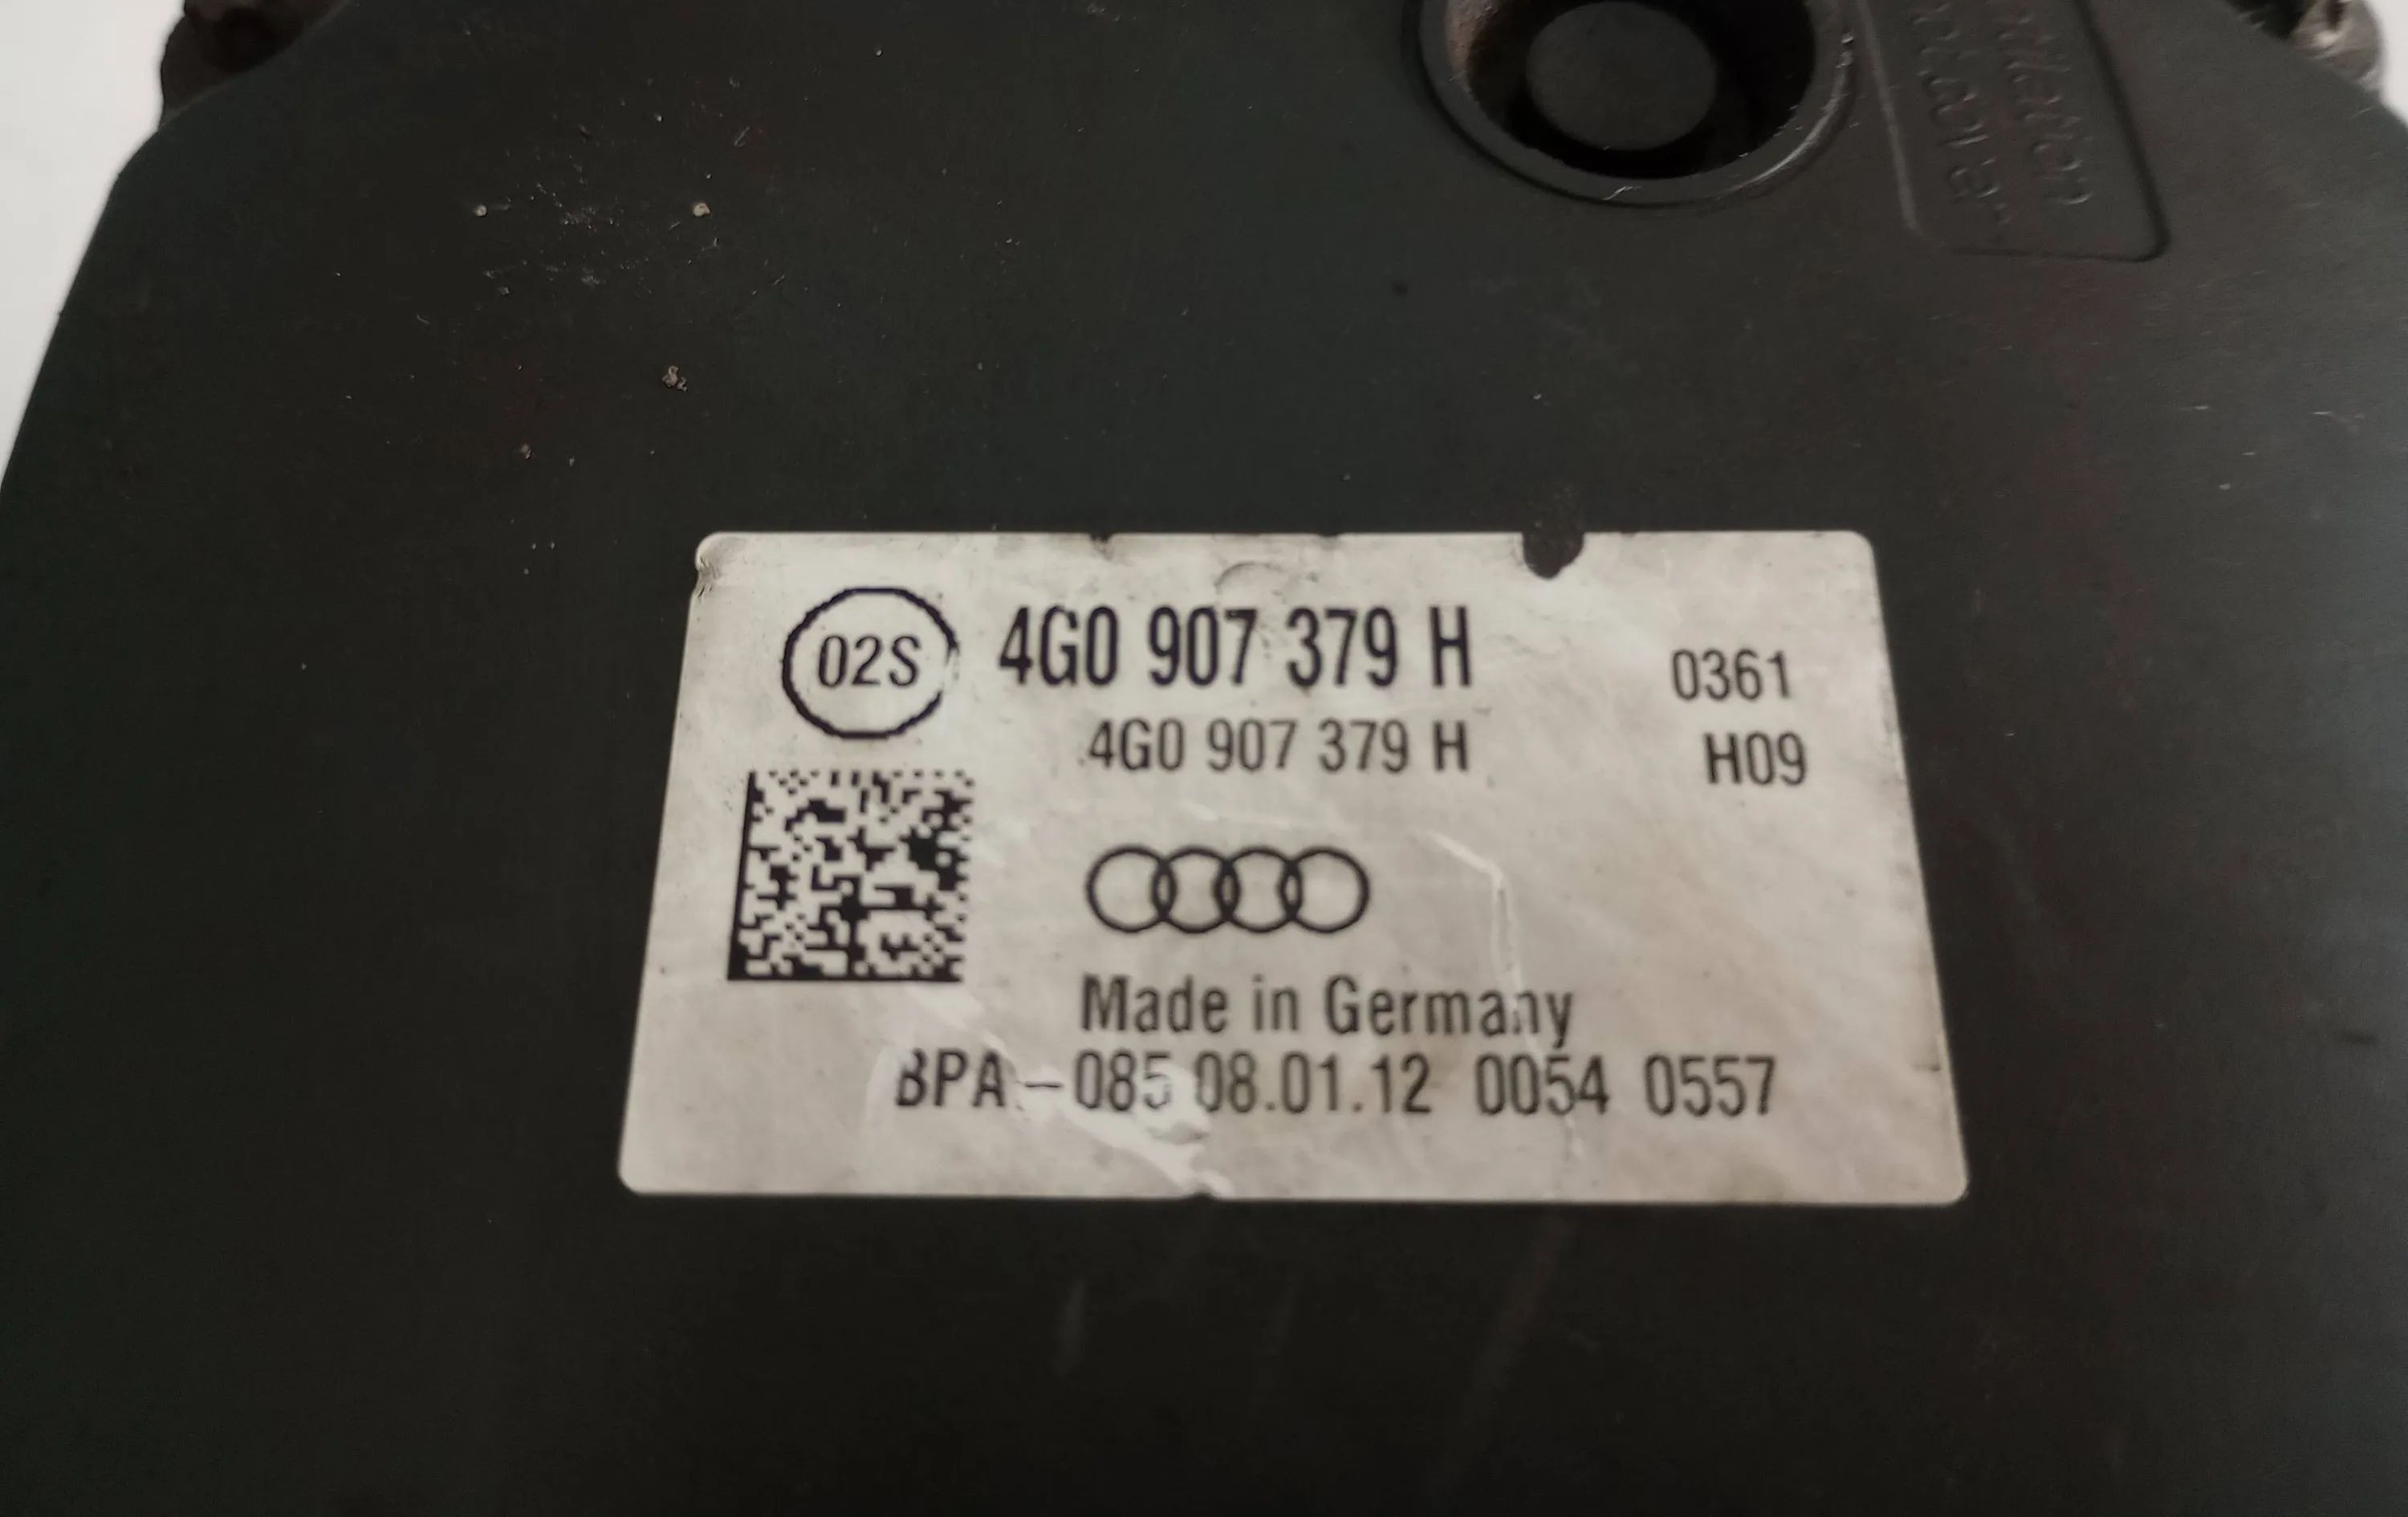 02S 4G0 907 379 H 0361
4G0 907 379 H H09
Made in Germany
BPA - 085 08.01.12 0054 0557